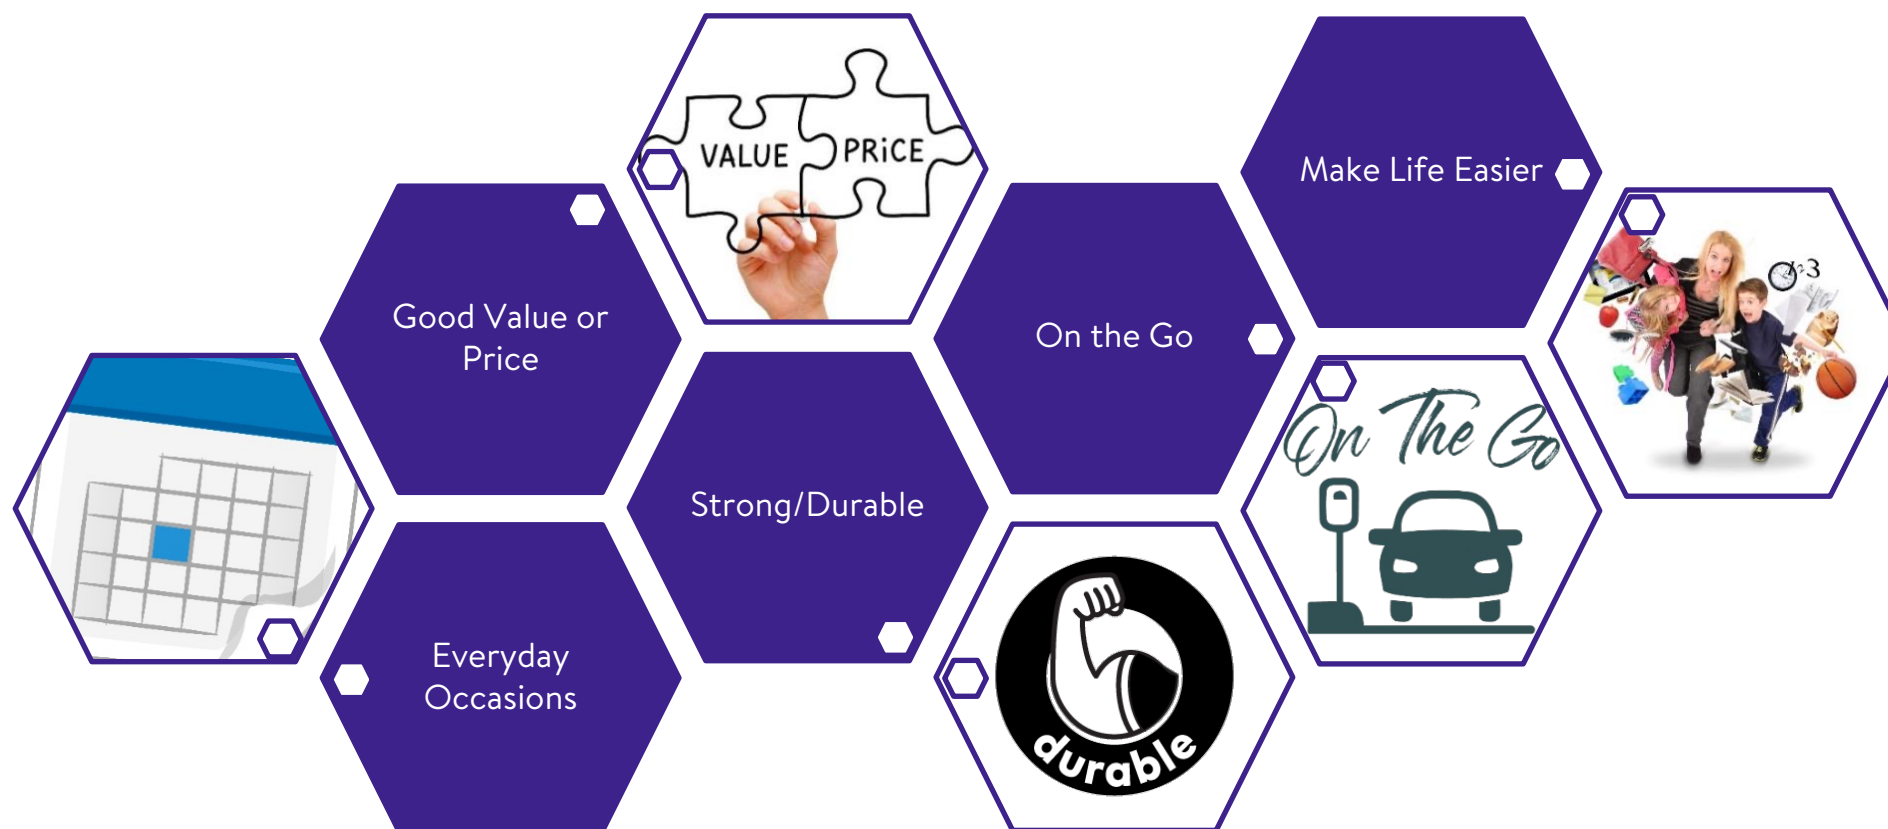 VALUE
PRiCE
Make Life Easier
Good Value or
Price
On the Go
On The Go
Strong/Durable
Everyday
Occasions
durable